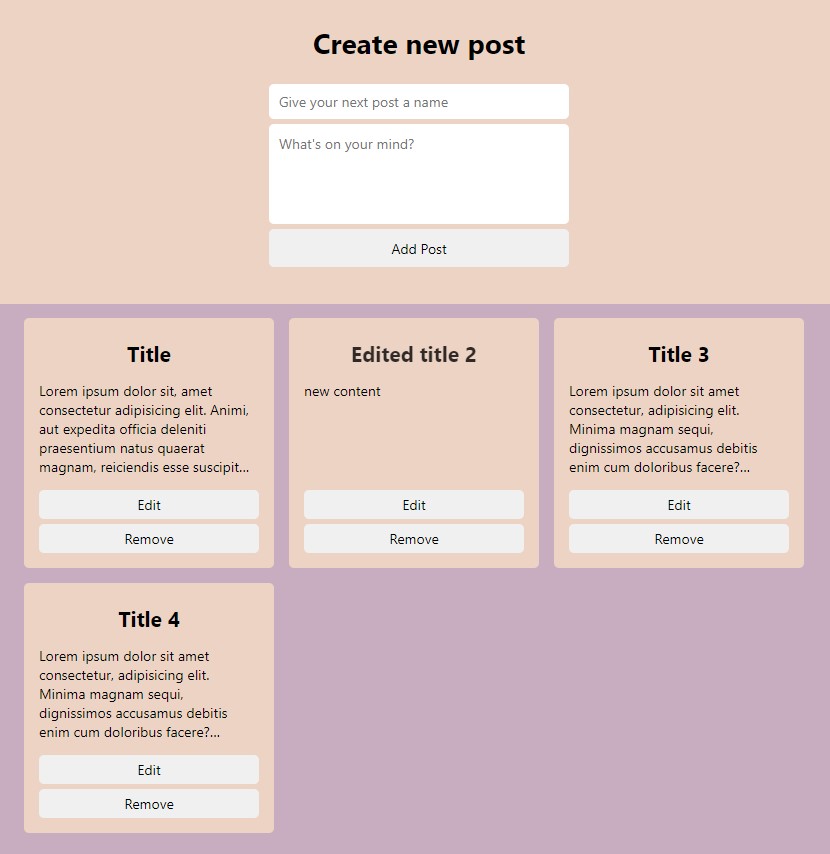 Create new post
Give your next post a name
What's on your mind?
Add Post
Title
Lorem ipsum dolor sit, amet
consectetur adipisicing elit. Animi,
aut expedita officia deleniti
praesentium natus quaerat
magnam, reiciendis esse suscipit...
Edit
Remove
Edited title 2
new content
Edit
Remove
Title 3
Lorem ipsum dolor sit amet
consectetur, adipisicing elit.
Minima magnam sequi,
dignissimos accusamus debitis
enim cum doloribus facere?...
Edit
Remove
Title 4
Lorem ipsum dolor sit amet
consectetur, adipisicing elit.
Minima magnam sequi,
dignissimos accusamus debitis
enim cum doloribus facere?...
Edit
Remove